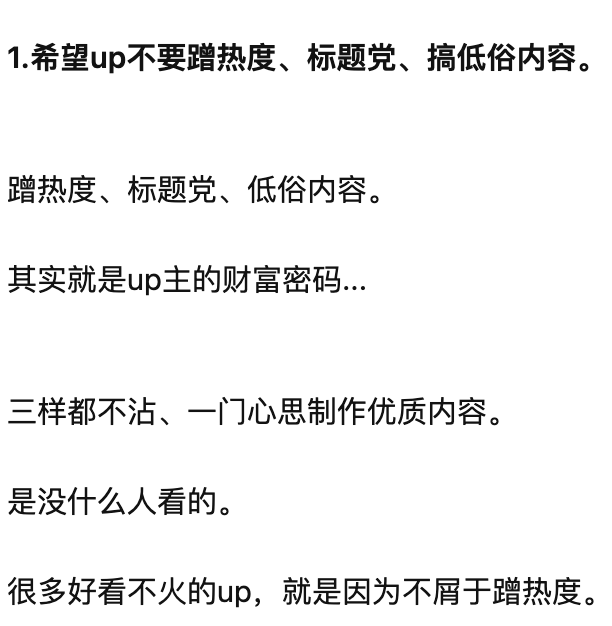 1.希望up不要蹭热度、标题党、搞低俗内容。
蹭热度、标题党、低俗内容。
其实就是up主的财富密码...
三样都不沾、一门心思制作优质内容。
是没什么人看的。
很多好看不火的up，就是因为不屑于蹭热度。